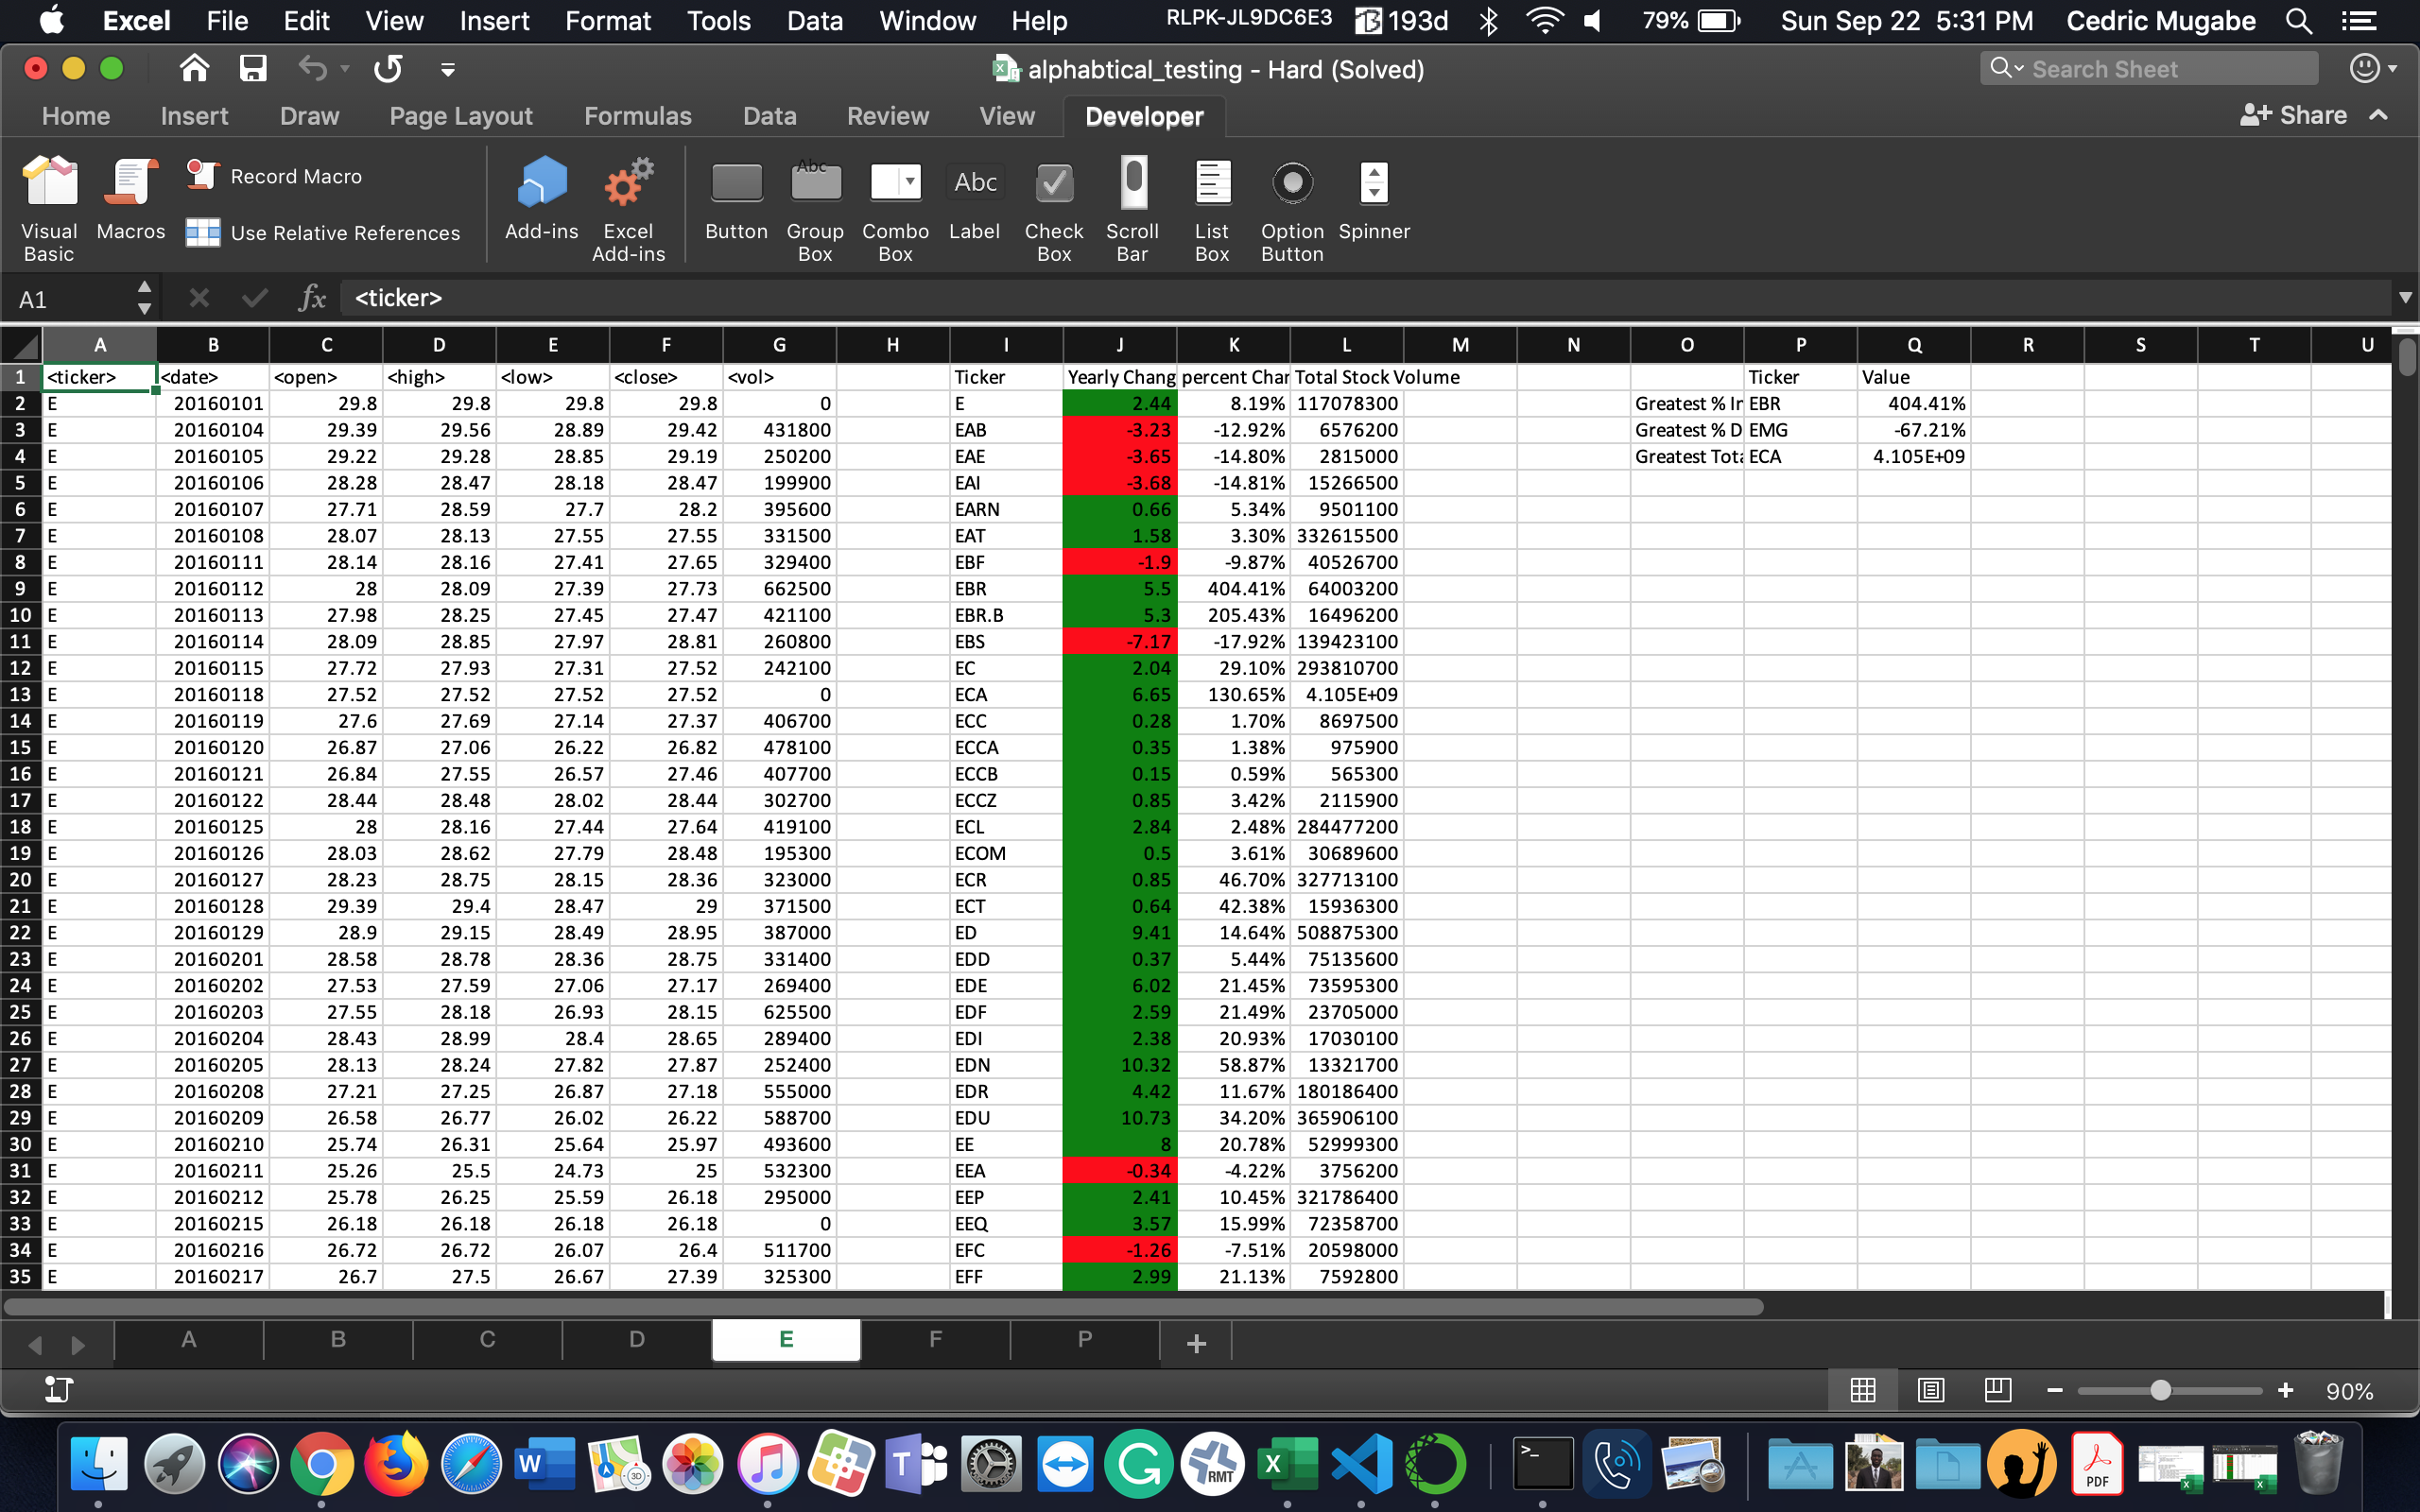 Excel File Edit View Insert Format Tools Data Window Help RLPK-JL9DC6E3 193d 79% Sun Sep 22 5:31 PM Cedric Mugabe
alphabtical_testing - Hard (Solved) Search Sheet
Home Insert Draw Page Layout Formulas Data Review View Developer Share
Record Macro
Use Relative References
Visual Basic Macros Add-ins Excel Add-ins Button Abc Group Box Combo Box Abc Label Check Box Scroll Bar List Box Option Button Spinner
A1 fx <ticker>
A B C D E F G H I J K L M N O P Q R S T U
1 <ticker> <date> <open> <high> <low> <close> <vol> Ticker Yearly Chang percent Char Total Stock Volume Ticker Value
2 E 20160101 29.8 29.8 29.8 29.8 0 E 2.44 8.19% 117078300 Greatest % Ir EBR 404.41%
3 E 20160104 29.39 29.56 28.89 29.42 431800 EAB -3.23 -12.92% 6576200 Greatest % D EMG -67.21%
4 E 20160105 29.22 29.28 28.85 29.19 250200 EAE -3.65 -14.80% 2815000 Greatest Tota ECA 4.105E+09
5 E 20160106 28.28 28.47 28.18 28.47 199900 EAI -3.68 -14.81% 15266500
6 E 20160107 27.71 28.59 27.7 28.2 395600 EARN 0.66 5.34% 9501100
7 E 20160108 28.07 28.13 27.55 27.55 331500 EAT 1.58 3.30% 332615500
8 E 20160111 28.14 28.16 27.41 27.65 329400 EBF -1.9 -9.87% 40526700
9 E 20160112 28 28.09 27.39 27.73 662500 EBR 5.5 404.41% 64003200
10 E 20160113 27.98 28.25 27.45 27.47 421100 EBR.B 5.3 205.43% 16496200
11 E 20160114 28.09 28.85 27.97 28.81 260800 EBS -7.17 -17.92% 139423100
12 E 20160115 27.72 27.93 27.31 27.52 242100 EC 2.04 29.10% 293810700
13 E 20160118 27.52 27.52 27.52 27.52 0 ECA 6.65 130.65% 4.105E+09
14 E 20160119 27.6 27.69 27.14 27.37 406700 ECC 0.28 1.70% 8697500
15 E 20160120 26.87 27.06 26.22 26.82 478100 ECCA 0.35 1.38% 975900
16 E 20160121 26.84 27.55 26.57 27.46 407700 ECCB 0.15 0.59% 565300
17 E 20160122 28.44 28.48 28.02 28.44 302700 ECCZ 0.85 3.42% 2115900
18 E 20160125 28 28.16 27.44 27.64 419100 ECL 2.84 2.48% 284477200
19 E 20160126 28.03 28.62 27.79 28.48 195300 ECOM 0.5 3.61% 30689600
20 E 20160127 28.23 28.75 28.15 28.36 323000 ECR 0.85 46.70% 327713100
21 E 20160128 29.39 29.4 28.47 29 371500 ECT 0.64 42.38% 15936300
22 E 20160129 28.9 29.15 28.49 28.95 387000 ED 9.41 14.64% 508875300
23 E 20160201 28.58 28.78 28.36 28.75 331400 EDD 0.37 5.44% 75135600
24 E 20160202 27.53 27.59 27.06 27.17 269400 EDE 6.02 21.45% 73595300
25 E 20160203 27.55 28.18 26.93 28.15 625500 EDF 2.59 21.49% 23705000
26 E 20160204 28.43 28.99 28.4 28.65 289400 EDI 2.38 20.93% 17030100
27 E 20160205 28.13 28.24 27.82 27.87 252400 EDN 10.32 58.87% 13321700
28 E 20160208 27.21 27.25 26.87 27.18 555000 EDR 4.42 11.67% 180186400
29 E 20160209 26.58 26.77 26.02 26.22 588700 EDU 10.73 34.20% 365906100
30 E 20160210 25.74 26.31 25.64 25.97 493600 EE 8 20.78% 52999300
31 E 20160211 25.26 25.5 24.73 25 532300 EEA -0.34 -4.22% 3756200
32 E 20160212 25.78 26.25 25.59 26.18 295000 EEP 2.41 10.45% 321786400
33 E 20160215 26.18 26.18 26.18 26.18 0 EEQ 3.57 15.99% 72358700
34 E 20160216 26.72 26.72 26.07 26.4 511700 EFC -1.26 -7.51% 20598000
35 E 20160217 26.7 27.5 26.67 27.39 325300 EFF 2.99 21.13% 7592800
A B C D E F P +
90%
W 3D T G RMT X >_ PDF